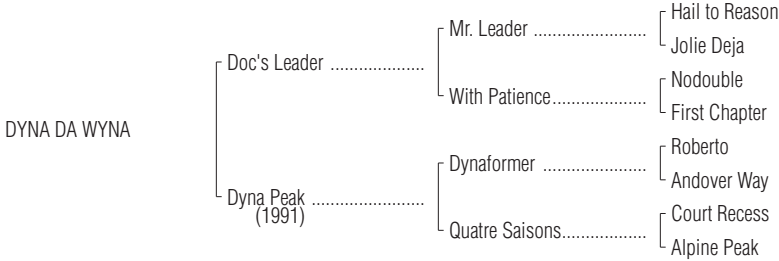 Hail to Reason
Mr. Leader ........................
Jolie Deja
Doc's Leader ....................
Nodouble
With Patience....................
First Chapter
DYNA DA WYNA
Roberto
Dynaformer ......................
Andover Way
Dyna Peak ........................
(1991)
Court Recess
Quatre Saisons..................
Alpine Peak